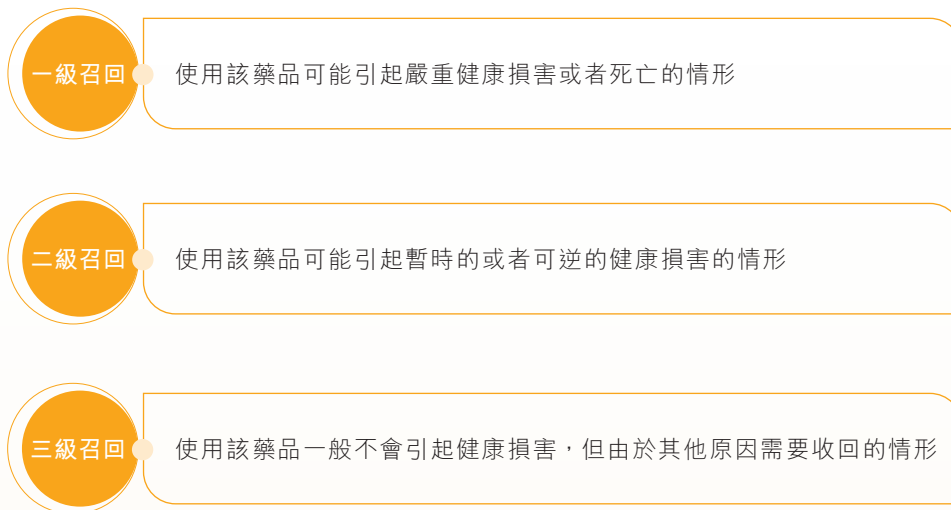 一級召回
使用該藥品可能引起嚴重健康損害或者死亡的情形
二級召回
使用該藥品可能引起暫時的或者可逆的健康損害的情形
三級召回
使用該藥品一般不會引起健康損害，但由於其他原因需要收回的情形